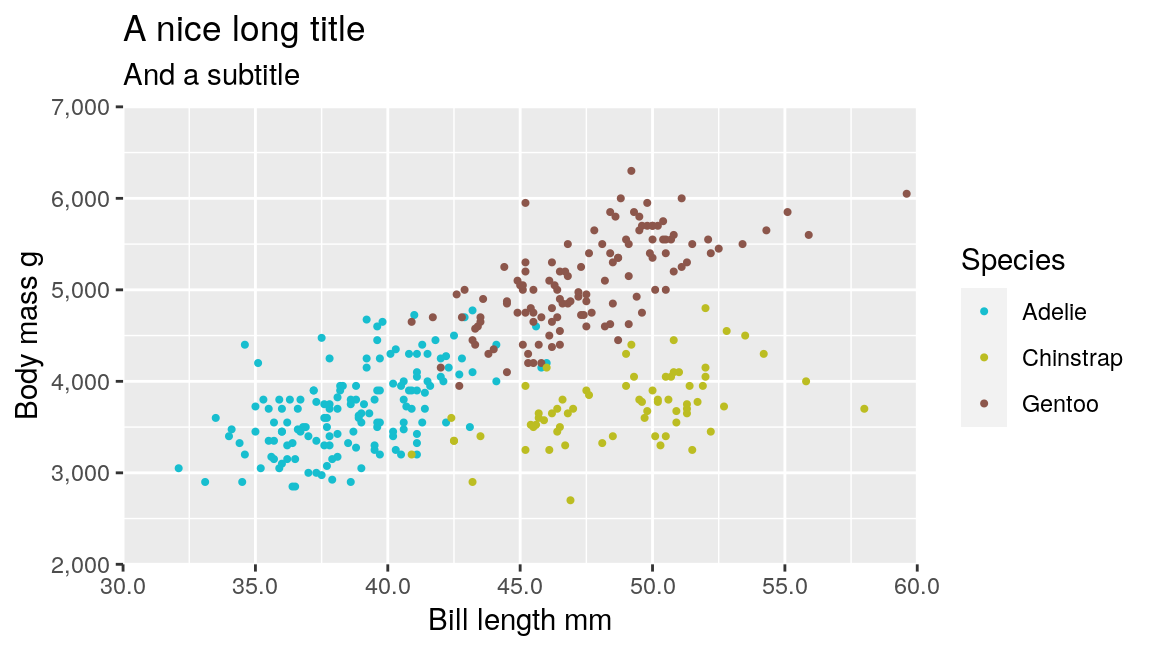 A nice long title
And a subtitle
7,000
6,000
5,000
4,000
3,000
2,000
Body mass g
30.0 35.0 40.0 45.0 50.0 55.0 60.0
Bill length mm
Species
Adelie
Chinstrap
Gentoo